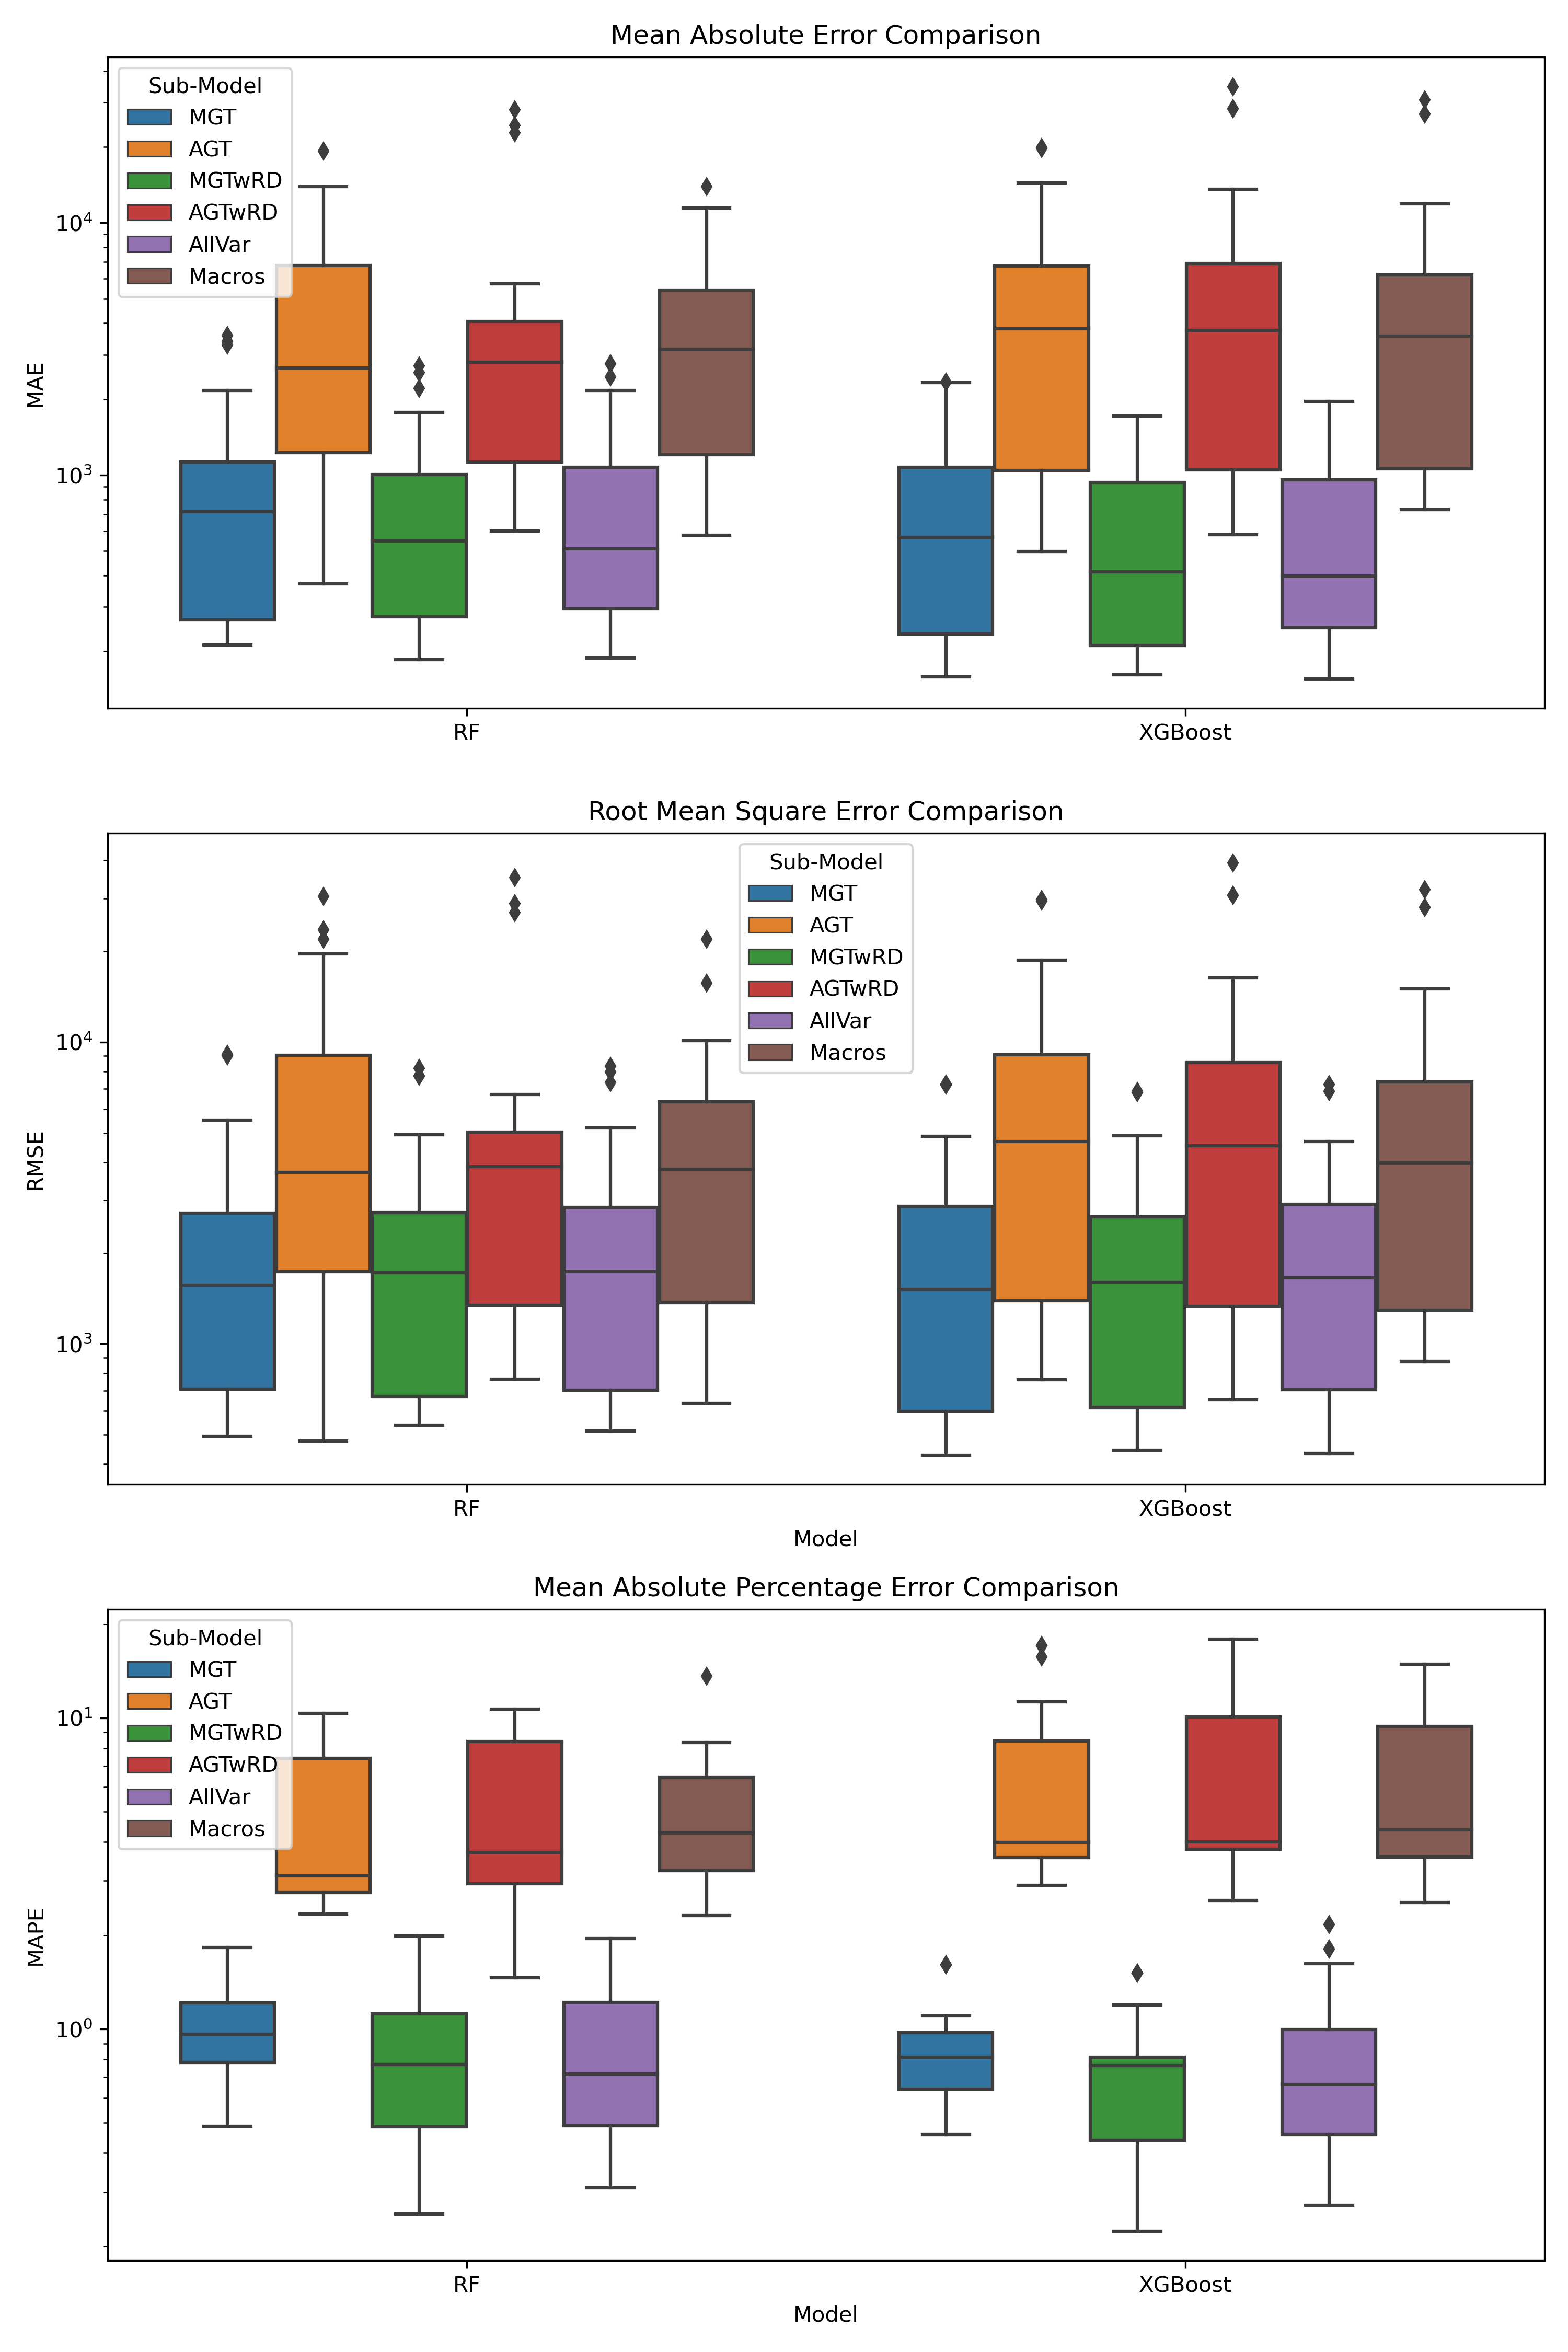 Mean Absolute Error Comparison
Sub-Model
MGT
AGT
MGTwRD
AGTwRD
AllVar
Macros
10^4
10^3
MAE
RF
XGBoost
Root Mean Square Error Comparison
Sub-Model
MGT
AGT
MGTwRD
AGTwRD
AllVar
Macros
10^4
10^3
RMSE
RF
XGBoost
Model
Mean Absolute Percentage Error Comparison
Sub-Model
MGT
AGT
MGTwRD
AGTwRD
AllVar
Macros
10^1
10^0
MAPE
RF
XGBoost
Model